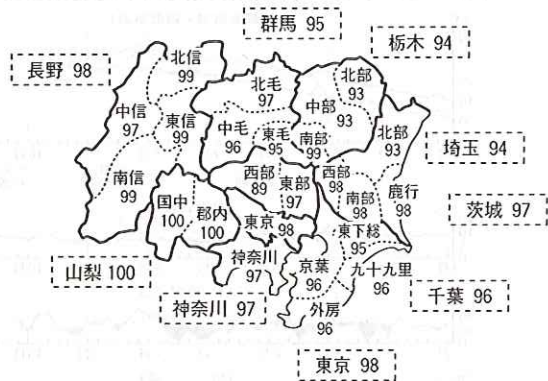 群馬 95
栃木 94
長野 98
北信
99
北毛
97
北部
93
中部
93
中信
97
東信
99
中毛
96
東毛
95
南部
99
北部
93
埼玉 94
南信
99
西部
89
東部
97
西部
98
南部
98
鹿行
98
国中
100
郡内
100
東京 98
東下総
95
茨城 97
神奈川
97
京葉
96
九十九里
96
山梨 100
千葉 96
神奈川 97
外房
96
東京 98